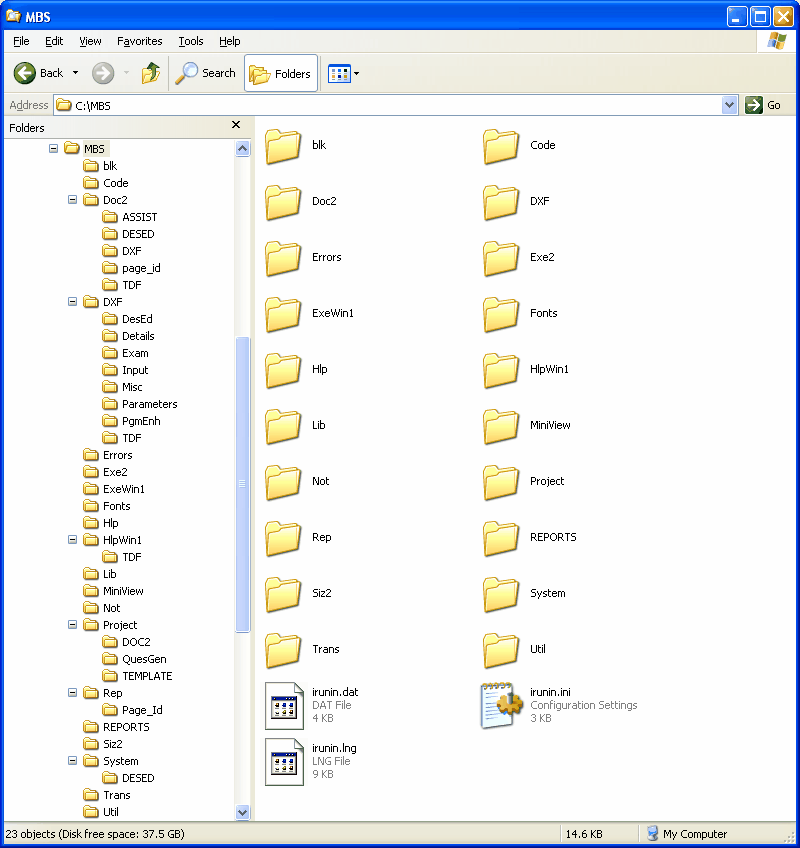 MBS
File Edit View Favorites Tools Help
Back Search Folders
Address C:\MBS Go
Folders
MBS
blk
Code
Doc2
ASSIST
DESED
DXF
page_id
TDF
DXF
DesEd
Details
Exam
Input
Misc
Parameters
PgmEnh
TDF
Errors
Exe2
ExeWin1
Fonts
Hlp
HlpWin1
TDF
Lib
MiniView
Not
Project
DOC2
QuesGen
TEMPLATE
Rep
Page_Id
REPORTS
Siz2
System
DESED
Trans
Util
blk Code
Doc2 DXF
Errors Exe2
ExeWin1 Fonts
Hlp HlpWin1
Lib MiniView
Not Project
Rep REPORTS
Siz2 System
Trans Util
irunin.dat
DAT File
4 KB
irunin.ini
Configuration Settings
3 KB
irunin.lng
LNG File
9 KB
23 objects (Disk free space: 37.5 GB) 14.6 KB My Computer